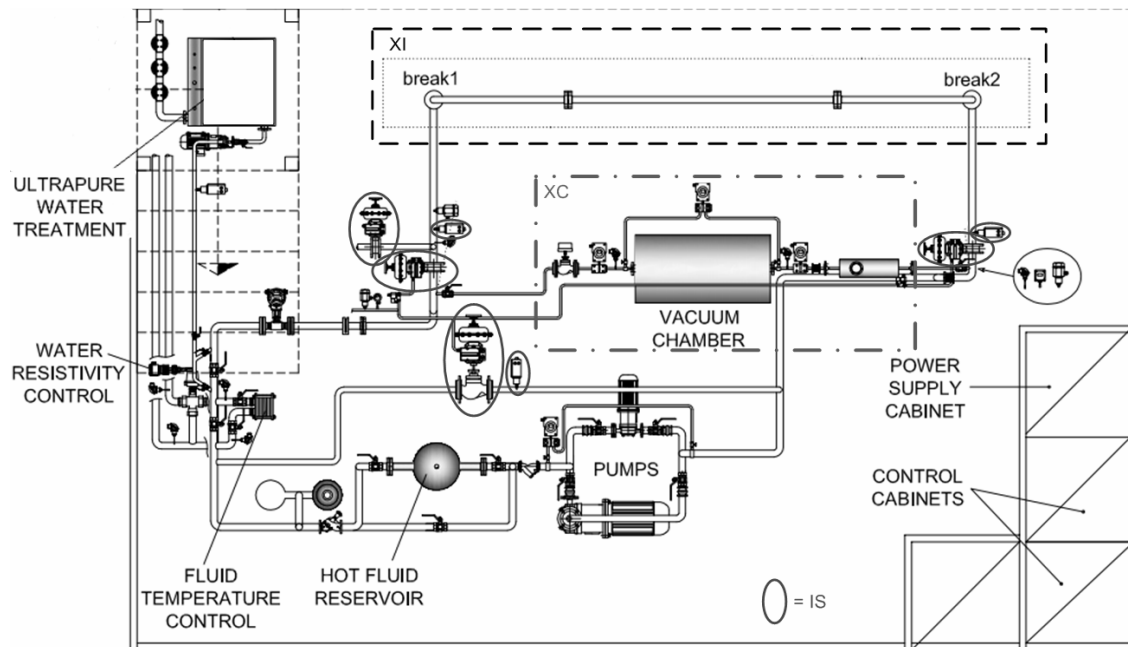 XI
break1
break2
ULTRAPURE
WATER
TREATMENT
XC
VACUUM
CHAMBER
WATER
RESISTIVITY
CONTROL
POWER
SUPPLY
CABINET
PUMPS
CONTROL
CABINETS
FLUID
TEMPERATURE
CONTROL
HOT FLUID
RESERVOIR
= IS